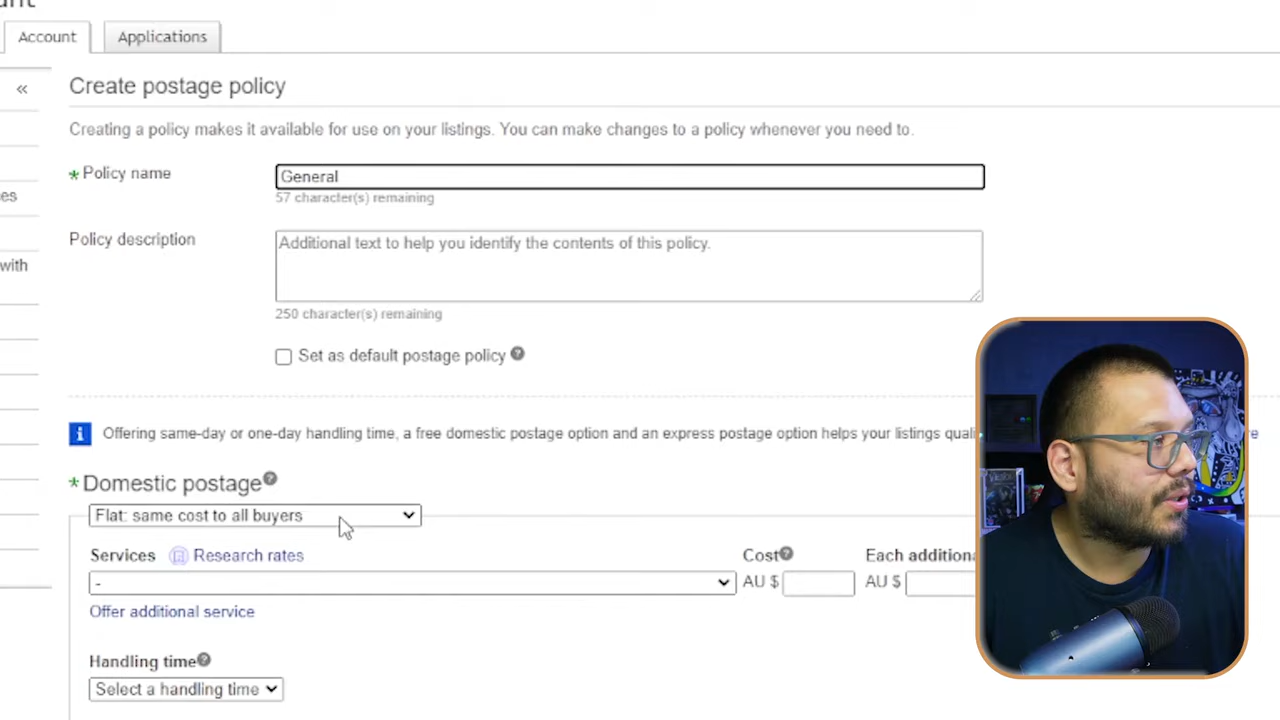 Account
Applications
«
Create postage policy
Creating a policy makes it available for use on your listings. You can make changes to a policy whenever you need to.
* Policy name
General
57 character(s) remaining
Policy description
Additional text to help you identify the contents of this policy.
with
250 character(s) remaining
Set as default postage policy
Offering same-day or one-day handling time, a free domestic postage option and an express postage option helps your listings
* Domestic postage
Flat: same cost to all buyers
Services Research rates Cost Each
- AU $ AU $
Offer additional service
Handling time
Select a handling time